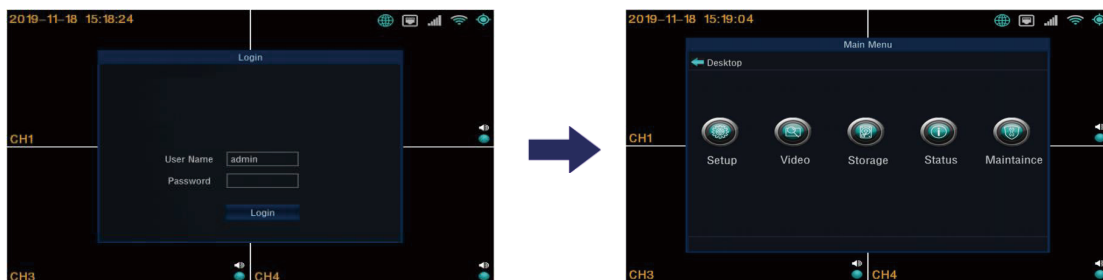 2019-11-18 15:18:24
Login
CH1
User Name admin
Password
Login
CH3
CH4
2019-11-18 15:19:04
Main Menu
Desktop
CH1
Setup Video Storage Status Maintaince
CH3
CH4